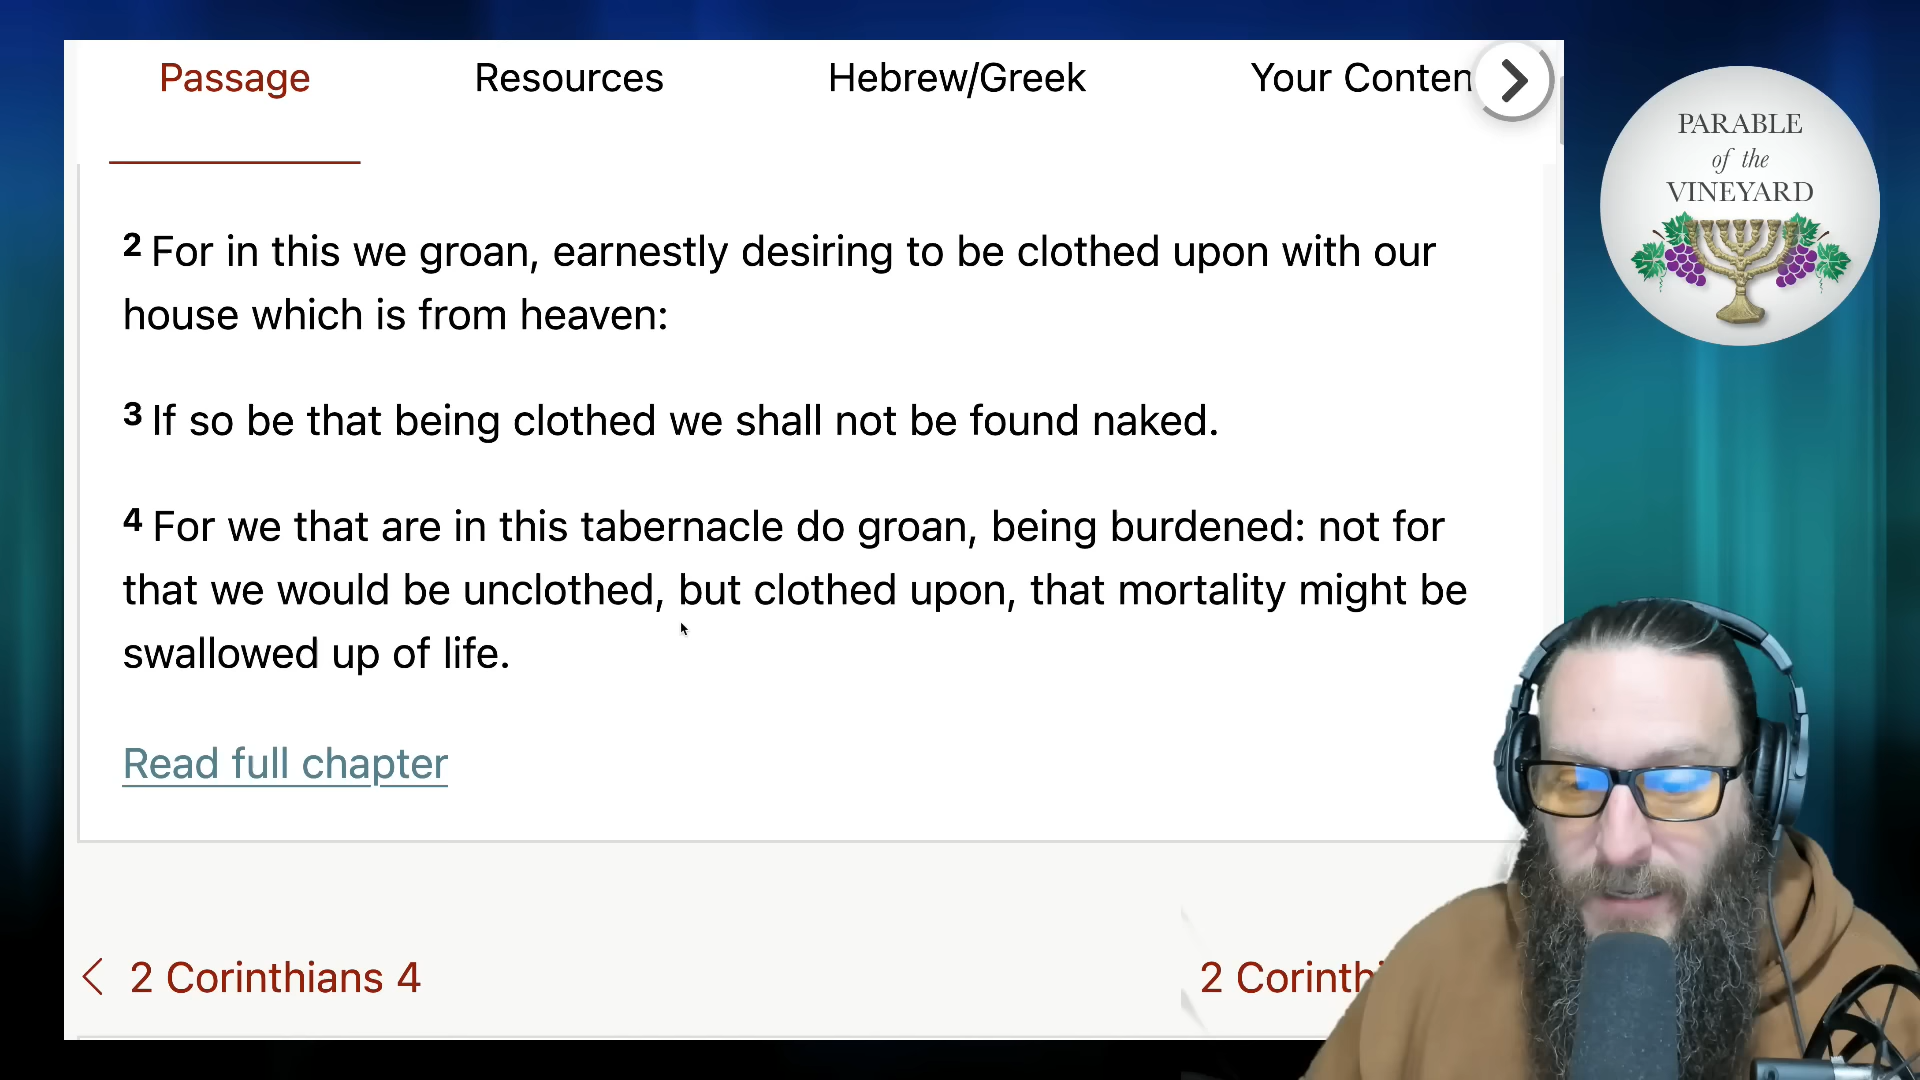 Passage
Resources
Hebrew/Greek
Your Conten
PARABLE
of the
VINEYARD
2 For in this we groan, earnestly desiring to be clothed upon with our
house which is from heaven:
3 If so be that being clothed we shall not be found naked.
4 For we that are in this tabernacle do groan, being burdened: not for
that we would be unclothed, but clothed upon, that mortality might be
swallowed up of life.
Read full chapter
2 Corinthians 4
2 Corinthi